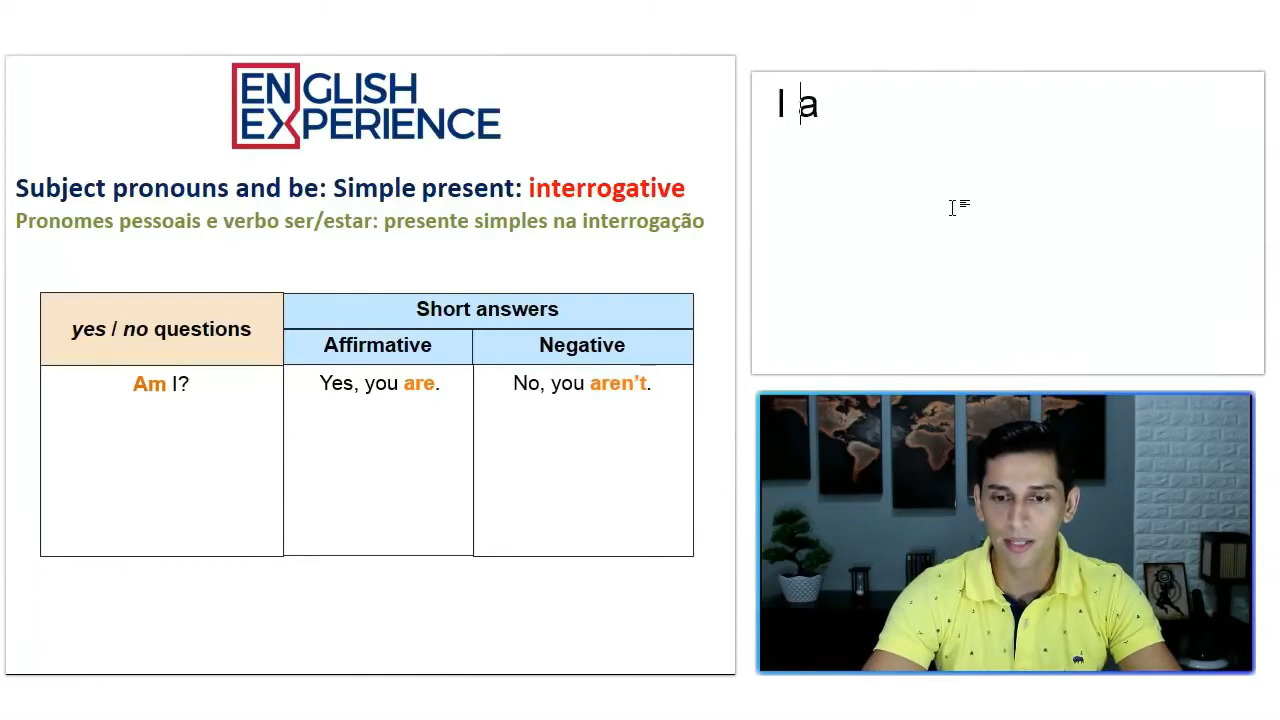 ENGLISH
EXPERIENCE
Subject pronouns and be: Simple present: interrogative
Pronomes pessoais e verbo ser/estar: presente simples na interrogação
yes / no questions
Short answers
Affirmative
Negative
Am I?
Yes, you are.
No, you aren't.
I a